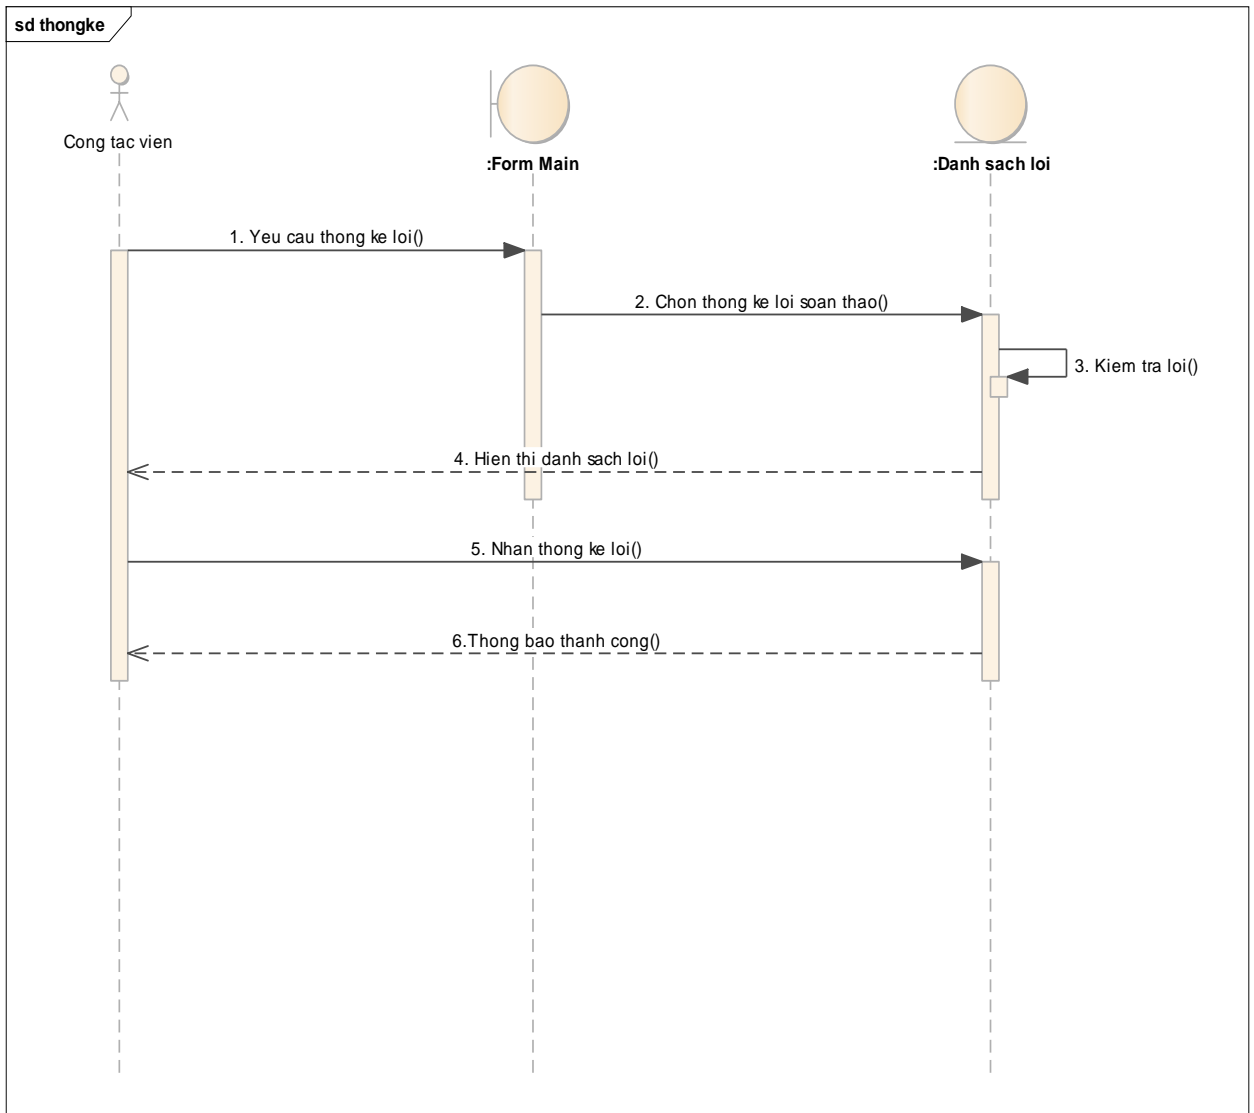 sd thongke
Cong tac vien
:Form Main
:Danh sach loi
1. Yeu cau thong ke loi()
2. Chon thong ke loi soan thao()
3. Kiem tra loi()
4. Hien thi danh sach loi()
5. Nhan thong ke loi()
6.Thong bao thanh cong()